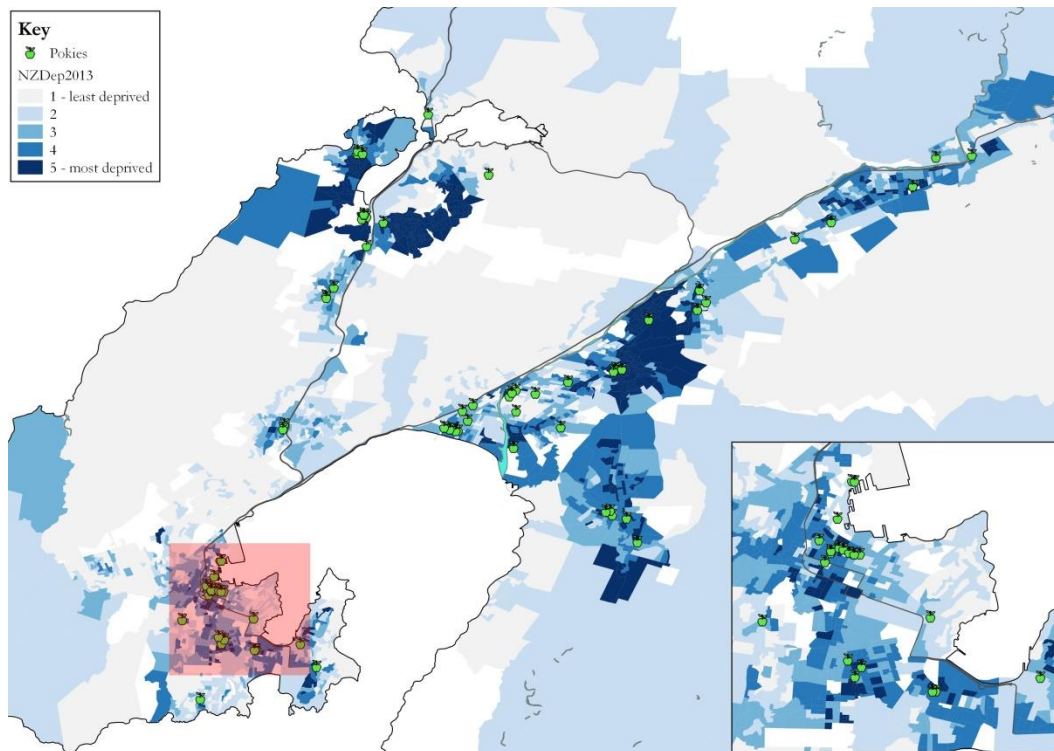 Key
Pokies
NZDep2013
1 - least deprived
2
3
4
5 - most deprived